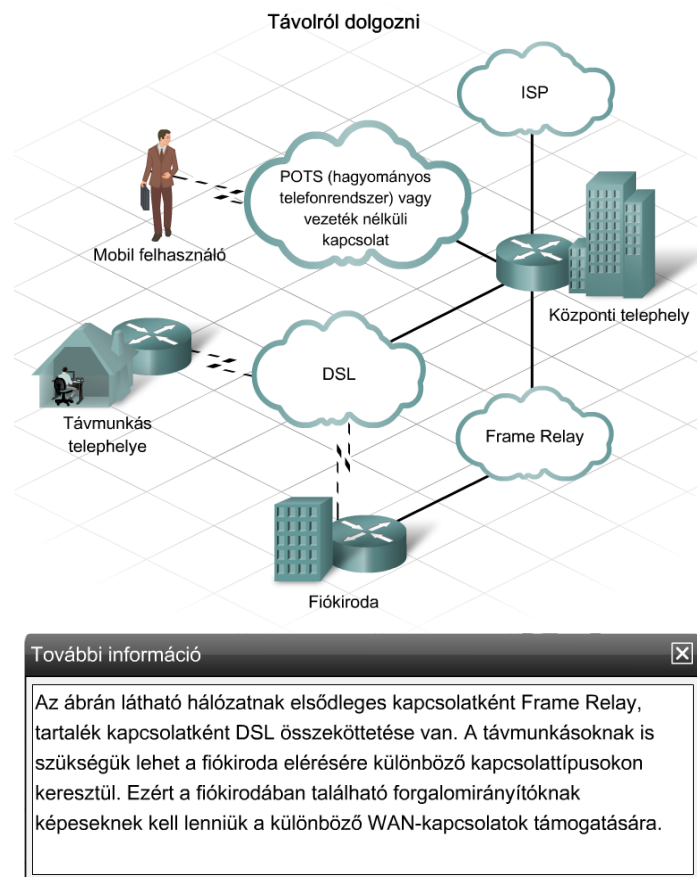 Távolról dolgozni
ISP
POTS (hagyományos
telefonrendszer) vagy
vezeték nélküli
kapcsolat
Mobil felhasználó
Központi telephely
DSL
Távmunkás
telephelye
Frame Relay
Fiókiroda
További információ
Az ábrán látható hálózatnak elsődleges kapcsolatként Frame Relay,
tartalék kapcsolatként DSL összeköttetése van. A távmunkásoknak is
szükségük lehet a fiókiroda elérésére különböző kapcsolattípusokon
keresztül. Ezért a fiókirodában található forgalomirányítóknak
képeseknek kell lenniük a különböző WAN-kapcsolatok támogatására.